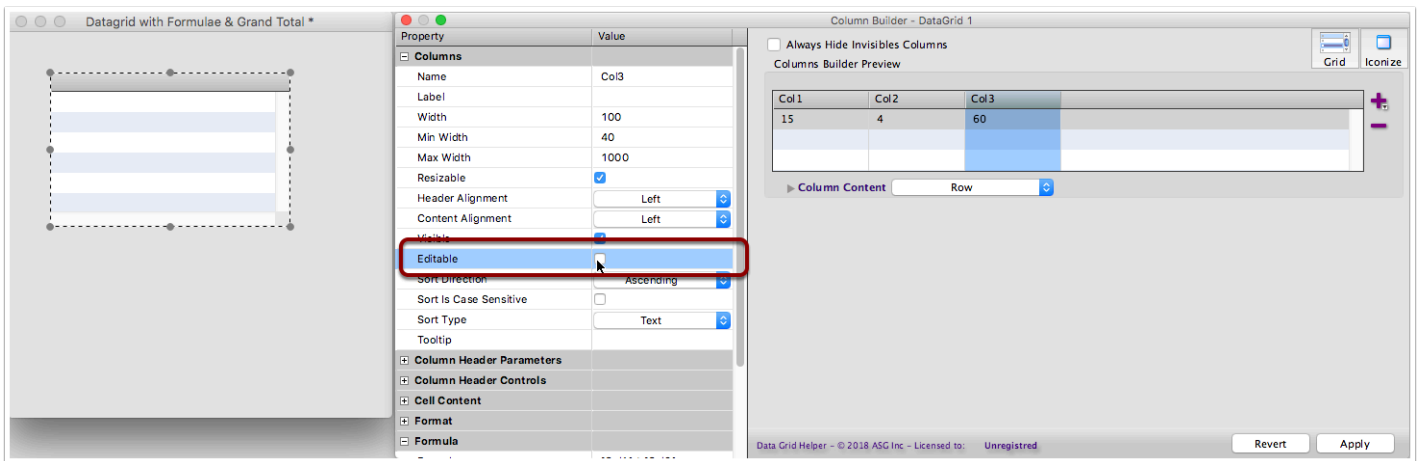 Datagrid with Formulae & Grand Total *
Column Builder - DataGrid 1
Property Value
Columns
Name Col3
Label
Width 100
Min Width 40
Max Width 1000
Resizable
Header Alignment Left
Content Alignment Left
Visible
Editable
Sort Direction Ascending
Sort Is Case Sensitive
Sort Type Text
Tooltip
Column Header Parameters
Column Header Controls
Cell Content
Format
Formula
Always Hide Invisibles Columns
Grid Iconize
Columns Builder Preview
Col1 Col2 Col3
15 4 60
Column Content Row
Data Grid Helper - © 2018 ASG Inc - Licensed to: Unregistred
Revert Apply